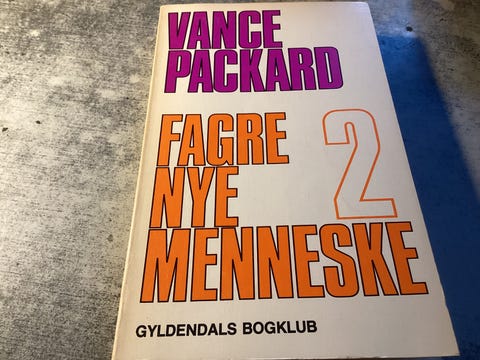 VANCE
PACKARD
FAGRE
NYE 2
MENNESKE
GYLDENDALS BOGKLUB